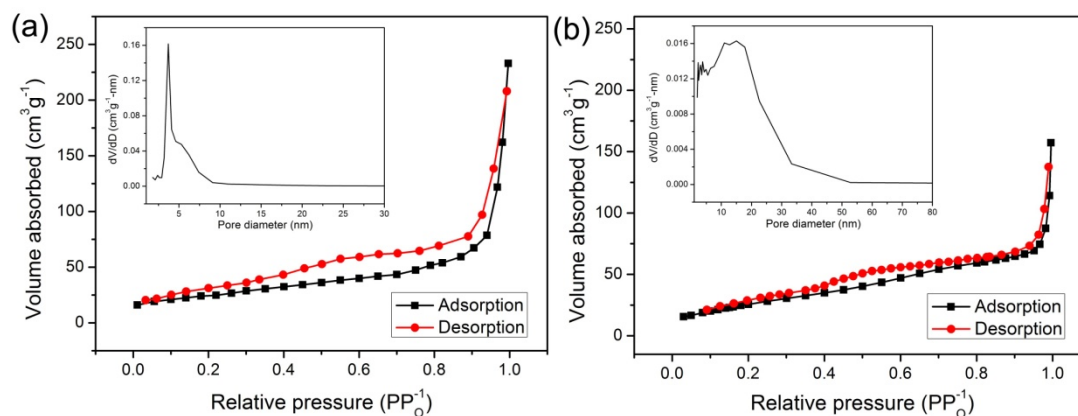 (a)
Volume absorbed (cm³g⁻¹)
250
200
150
100
50
0
0.0 0.2 0.4 0.6 0.8 1.0
Relative pressure (PP₀⁻¹)
Adsorption
Desorption
dV/dD (cm³g⁻¹-nm)
0.16
0.12
0.08
0.04
0.00
5 10 15 20 25 30
Pore diameter (nm)
(b)
Volume absorbed (cm³g⁻¹)
250
200
150
100
50
0
0.0 0.2 0.4 0.6 0.8 1.0
Relative pressure (PP₀⁻¹)
Adsorption
Desorption
dV/dD (cm³g⁻¹-nm)
0.016
0.012
0.008
0.004
0.000
10 20 30 40 50 60 70 80
Pore diameter (nm)